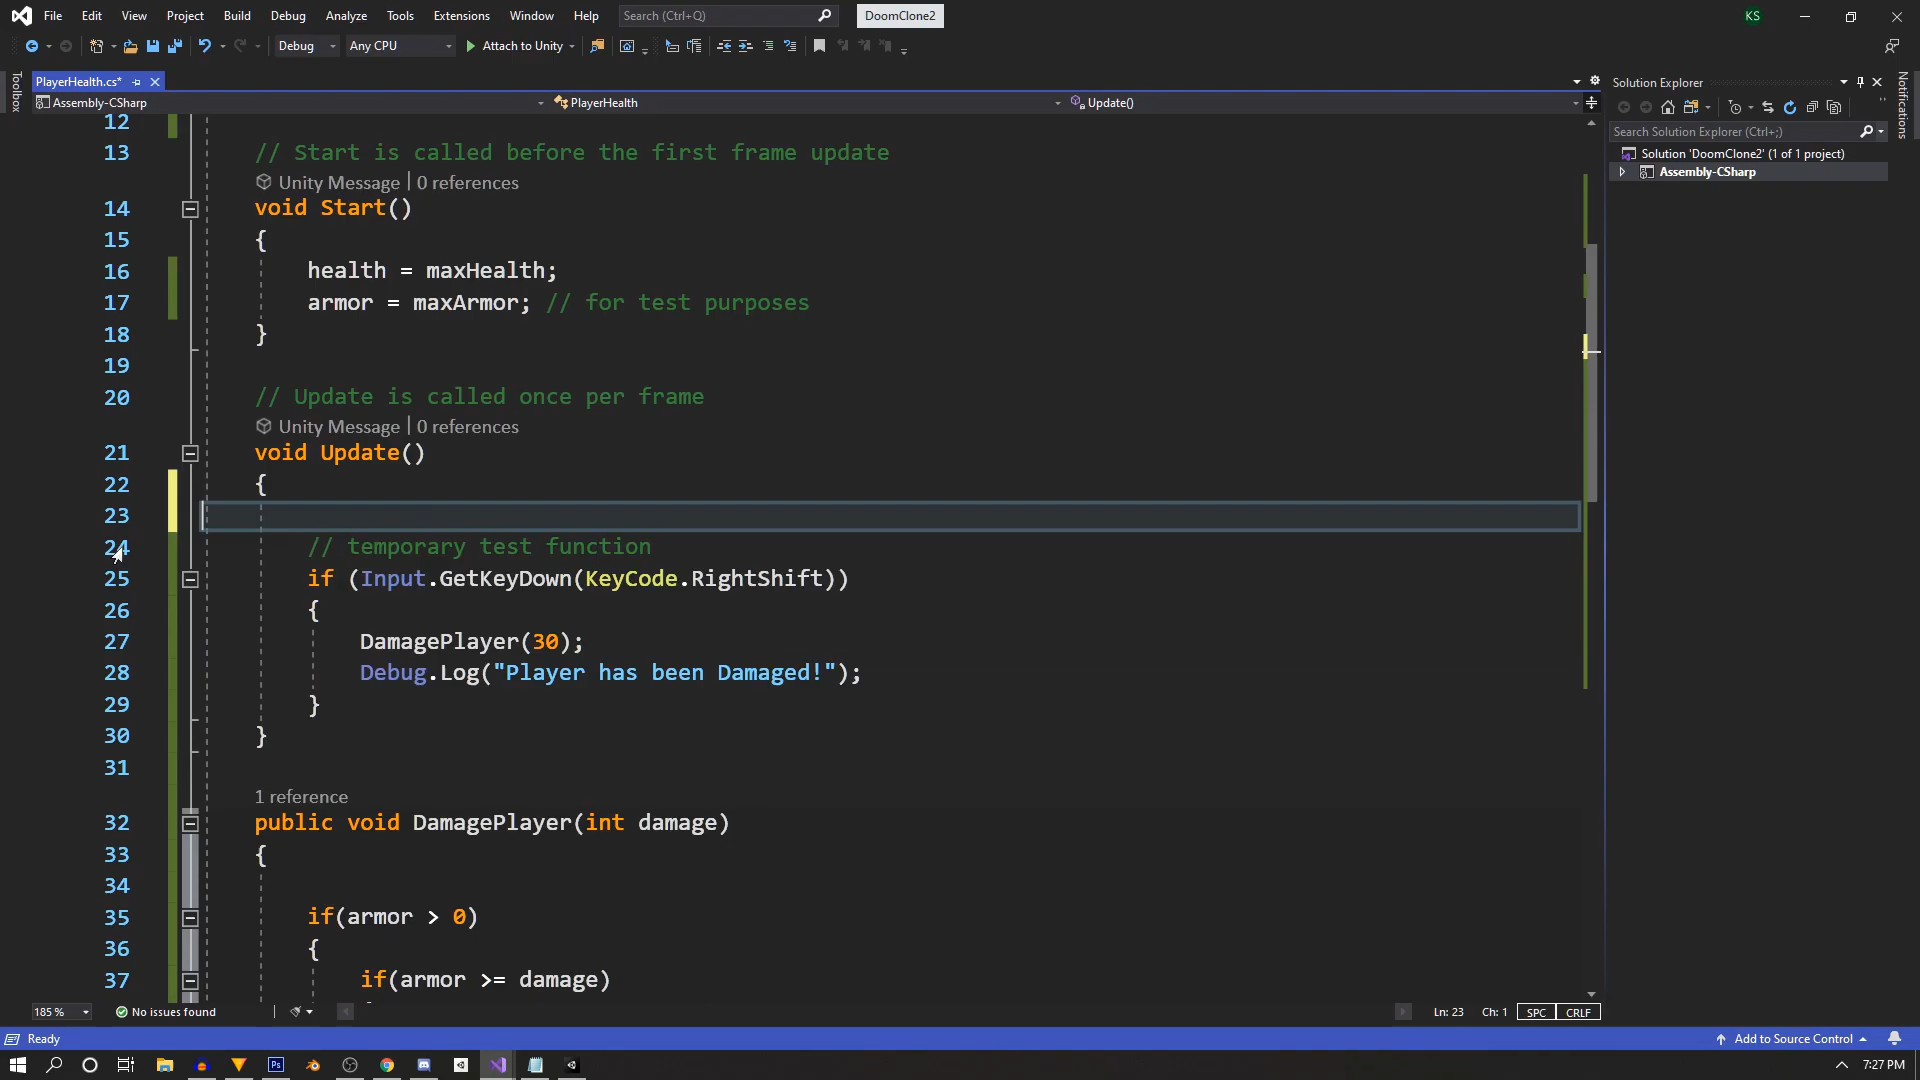 File Edit View Project Build Debug Analyze Tools Extensions Window Help Search (Ctrl+Q) DoomClone2 KS
Debug Any CPU Attach to Unity
Toolbox
PlayerHealth.cs*
Assembly-CSharp PlayerHealth Update()
12
13 // Start is called before the first frame update
Unity Message | 0 references
14 void Start()
15 {
16 health = maxHealth;
17 armor = maxArmor; // for test purposes
18 }
19
20 // Update is called once per frame
Unity Message | 0 references
21 void Update()
22 {
23
24 // temporary test function
25 if (Input.GetKeyDown(KeyCode.RightShift))
26 {
27 DamagePlayer(30);
28 Debug.Log("Player has been Damaged!");
29 }
30 }
31
1 reference
32 public void DamagePlayer(int damage)
33 {
34
35 if(armor > 0)
36 {
37 if(armor >= damage)
185 % No issues found Ln: 23 Ch: 1 SPC CRLF
Solution Explorer
Search Solution Explorer (Ctrl+;)
Solution 'DoomClone2' (1 of 1 project)
Assembly-CSharp
Notifications
Ready Add to Source Control
Ps 7:27 PM